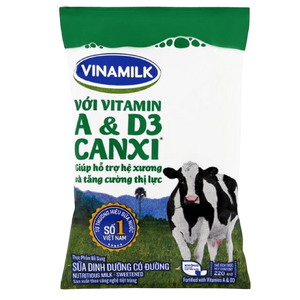 VINAMILK
VỚI VITAMIN
A & D3
CANXI
Giúp hỗ trợ hệ xương
và tăng cường thị lực
SỐ 1
VIỆT NAM
Thực Phẩm Bổ Sung
SỮA DINH DƯỠNG CÓ ĐƯỜNG
NUTRITIOUS MILK - SWEETENED
220 ml
Fortified with Vitamins A & D3